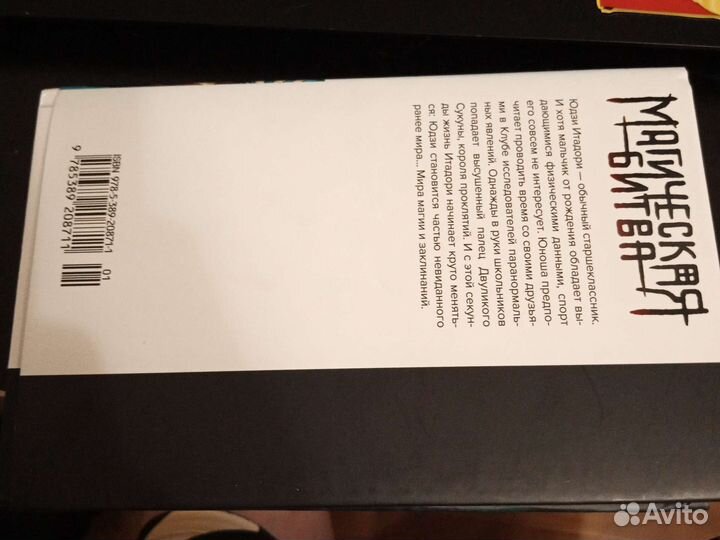 МАГИЧЕСКАЯ
БИТВА
Юдзи Итадори — обычный старшеклассник.
И хотя мальчик от рождения обладает вы-
дающимися физическими данными, спорт
его совсем не интересует. Юноша предпо-
читает проводить время со своими друзья-
ми в Клубе исследователей паранормаль-
ных явлений. Однажды в руки школьников
попадает высушенный палец Двуликого
Сукуны, короля проклятий. И с этой секун-
ды жизнь Итадори начинает круто менять-
ся: Юдзи становится частью невиданного
ранее мира... Мира магии и заклинаний.
ISBN 978-5-389-20871-1
01
9 785389 208711
Avito